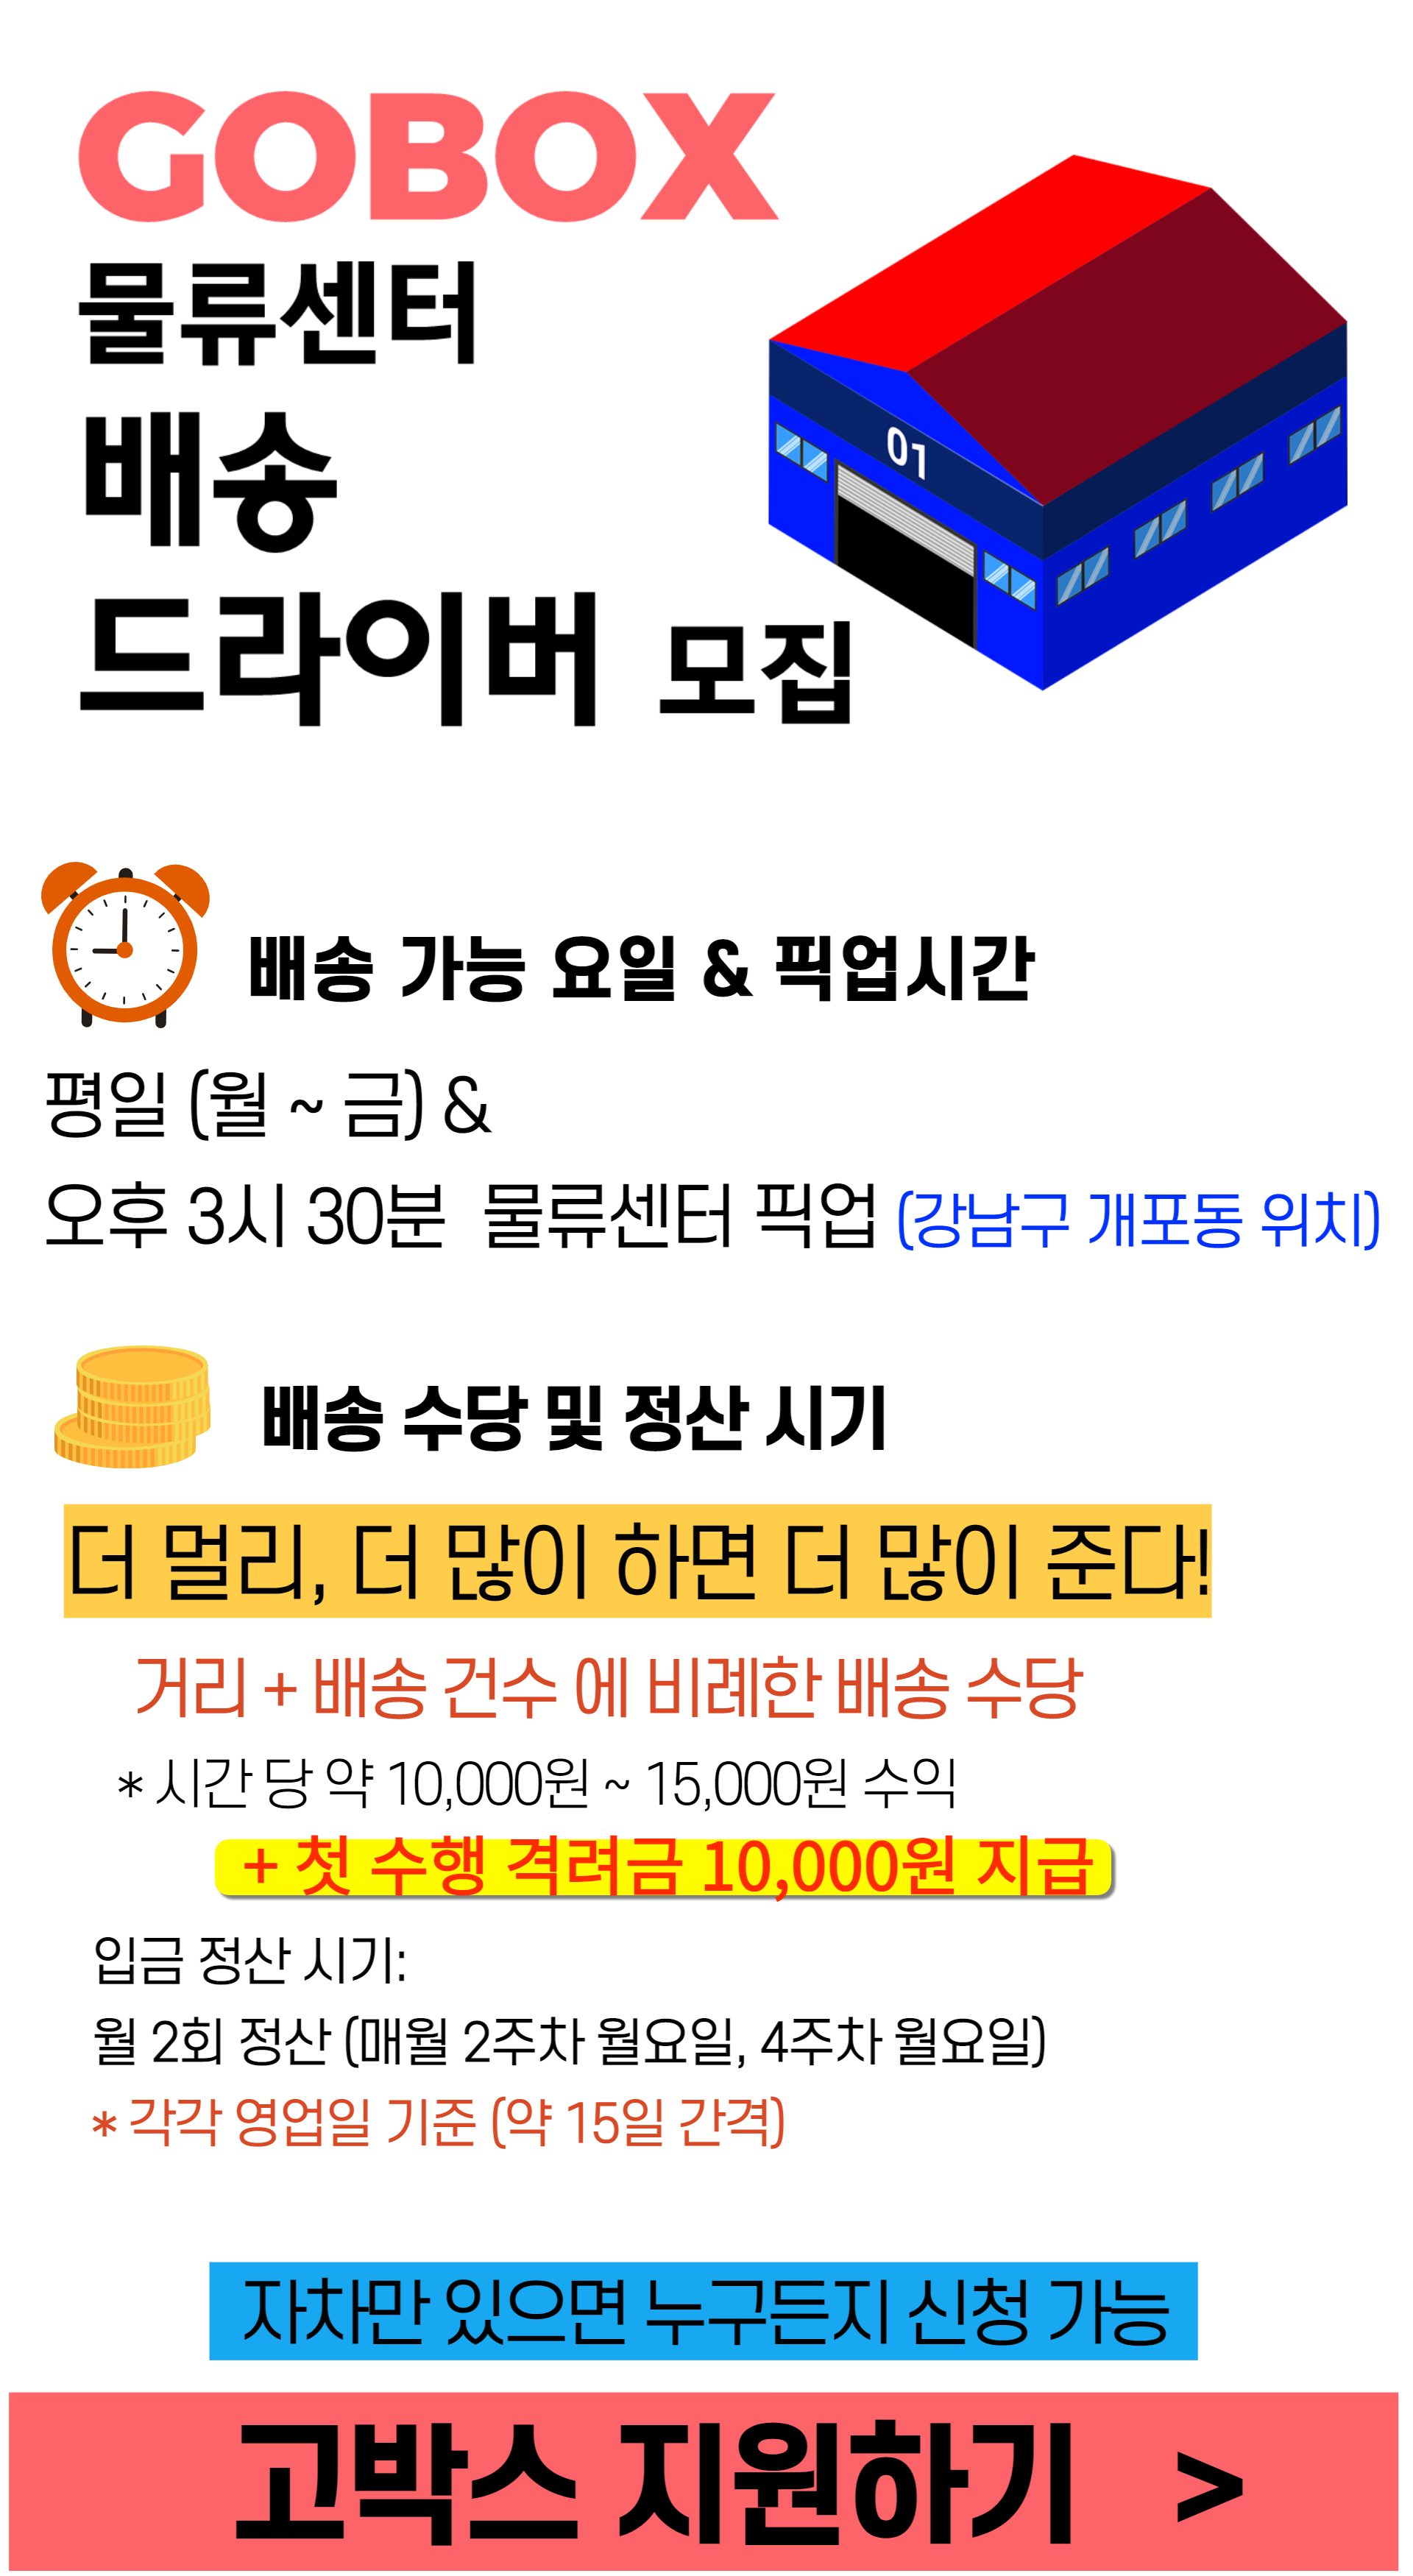 GOBOX
물류센터
배송
드라이버 모집
01
배송 가능 요일 & 픽업시간
평일 (월 ~ 금) &
오후 3시 30분 물류센터 픽업 (강남구 개포동 위치)
배송 수당 및 정산 시기
더 멀리, 더 많이 하면 더 많이 준다!
거리 + 배송 건수 에 비례한 배송 수당
* 시간 당 약 10,000원 ~ 15,000원 수익
+ 첫 수행 격려금 10,000원 지급
입금 정산 시기:
월 2회 정산 (매월 2주차 월요일, 4주차 월요일)
* 각각 영업일 기준 (약 15일 간격)
자차만 있으면 누구든지 신청 가능
고박스 지원하기 >